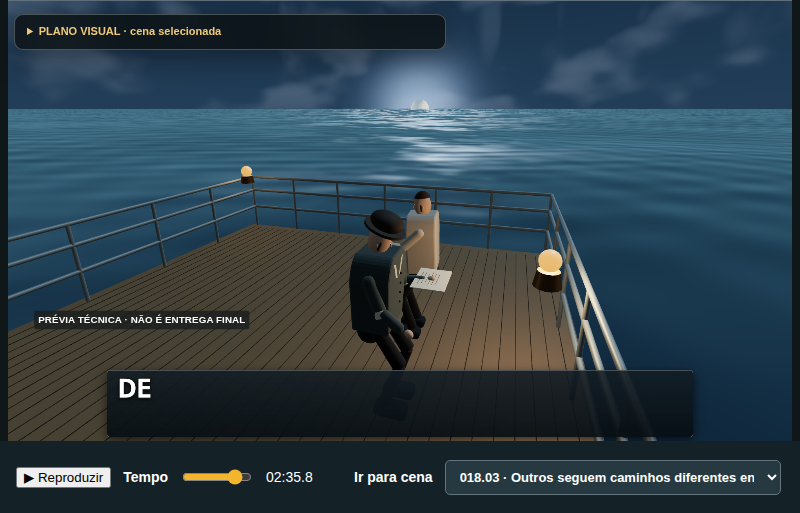 ▶ PLANO VISUAL · cena selecionada
PRÉVIA TÉCNICA · NÃO É ENTREGA FINAL
DE
▶ Reproduzir Tempo 02:35.8 Ir para cena 018.03 · Outros seguem caminhos diferentes en